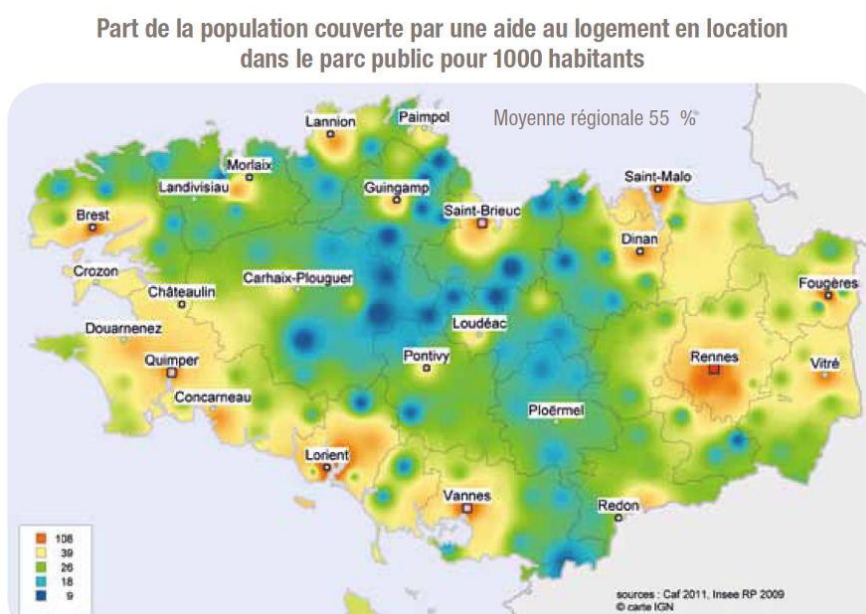 Part de la population couverte par une aide au logement en location
dans le parc public pour 1000 habitants
Moyenne régionale 55 %°
Lannion
Paimpol
Morlaix
Landivisiau
Guingamp
Saint-Malo
Brest
Saint-Brieuc
Dinan
Crozon
Carhaix-Plouguer
Châteaulin
Fougères
Douarnenez
Loudéac
Quimper
Pontivy
Rennes
Vitré
Concarneau
Ploërmel
Lorient
Vannes
Redon
108
39
26
18
9
sources : Caf 2011, Insee RP 2009
© carte IGN